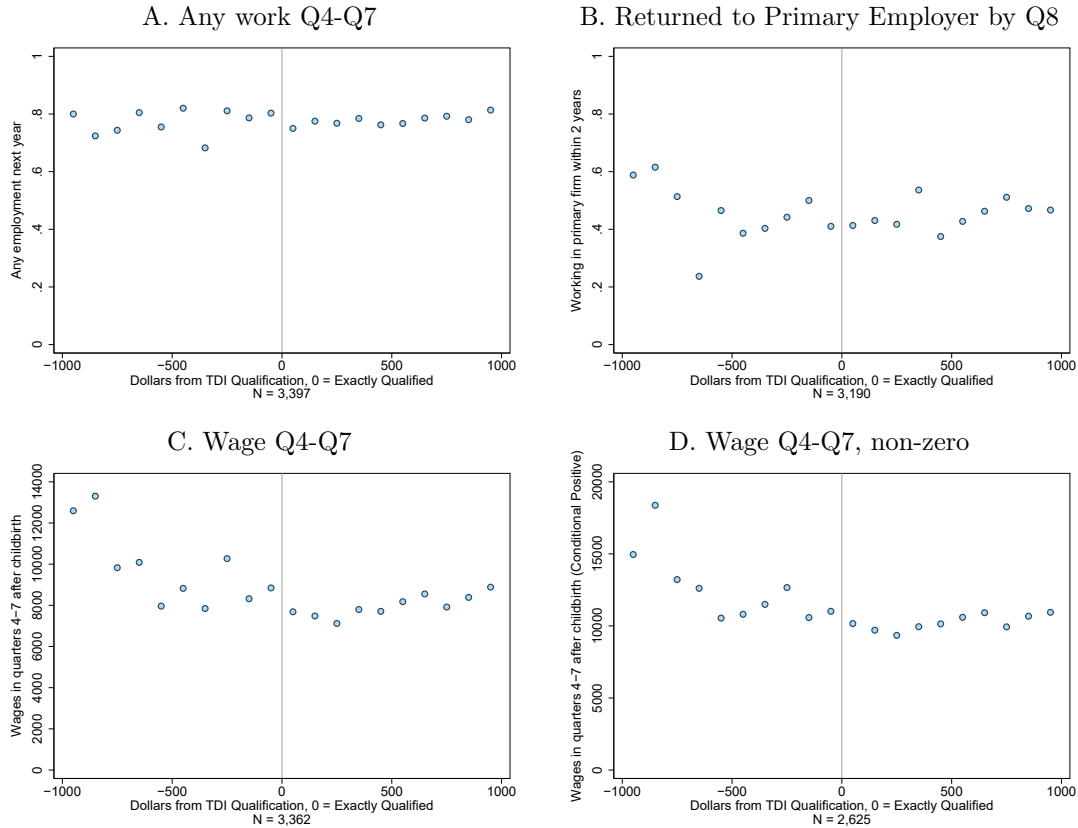 A. Any work Q4-Q7
Any employment next year
1
.8
.6
.4
.2
0
−1000
−500
0
500
1000
Dollars from TDI Qualification, 0 = Exactly Qualified
N = 3,397
B. Returned to Primary Employer by Q8
Working in primary firm within 2 years
1
.8
.6
.4
.2
0
−1000
−500
0
500
1000
Dollars from TDI Qualification, 0 = Exactly Qualified
N = 3,190
C. Wage Q4-Q7
Wages in quarters 4−7 after childbirth
14000
12000
10000
8000
6000
4000
2000
0
−1000
−500
0
500
1000
Dollars from TDI Qualification, 0 = Exactly Qualified
N = 3,362
D. Wage Q4-Q7, non-zero
Wages in quarters 4−7 after childbirth (Conditional Positive)
20000
15000
10000
5000
0
−1000
−500
0
500
1000
Dollars from TDI Qualification, 0 = Exactly Qualified
N = 2,625